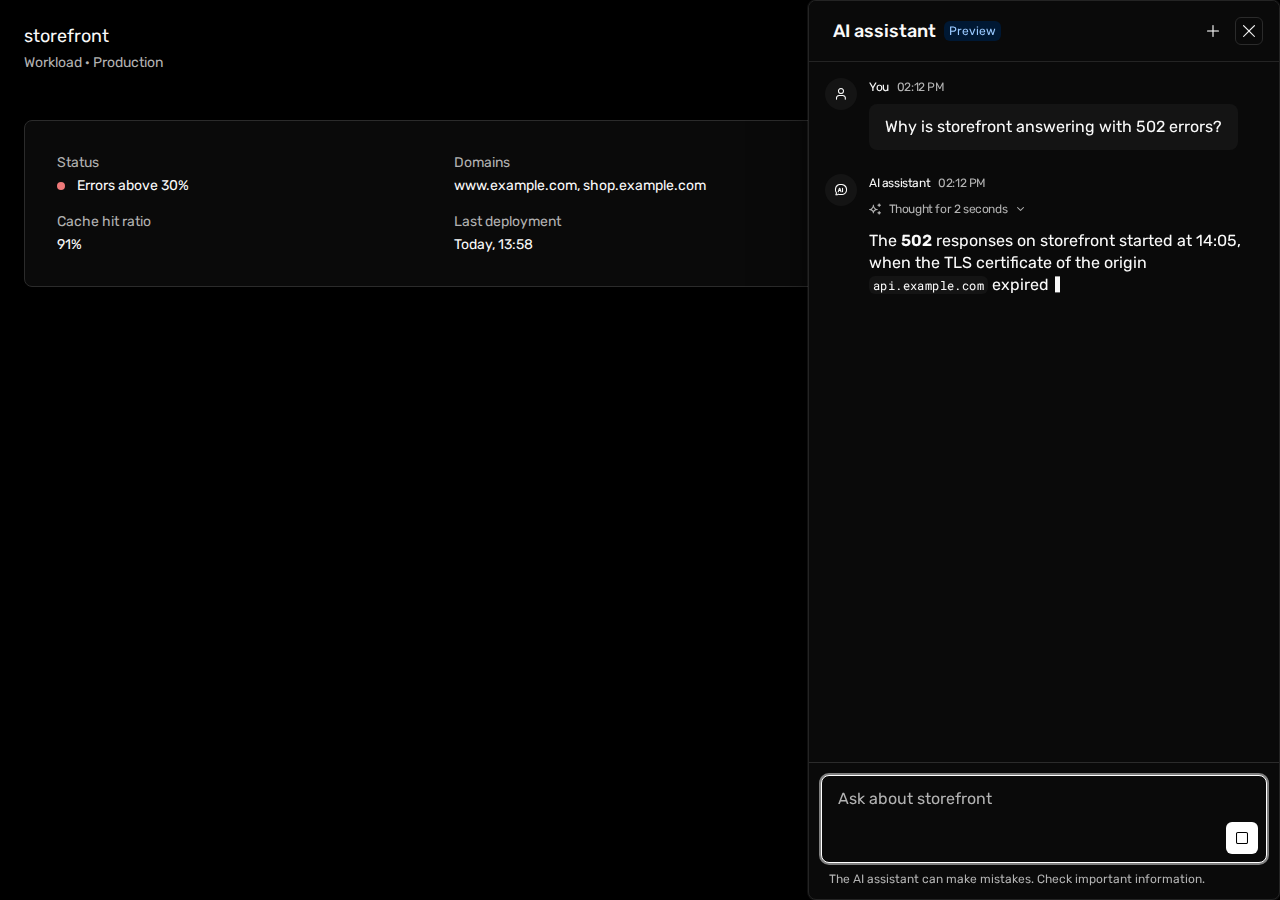 storefront
Workload • Production
Status
Errors above 30%
Domains
www.example.com, shop.example.com
Cache hit ratio
91%
Last deployment
Today, 13:58
AI assistant Preview
You 02:12 PM
Why is storefront answering with 502 errors?
AI
AI assistant 02:12 PM
Thought for 2 seconds
The 502 responses on storefront started at 14:05,
when the TLS certificate of the origin
api.example.com expired
Ask about storefront
The AI assistant can make mistakes. Check important information.